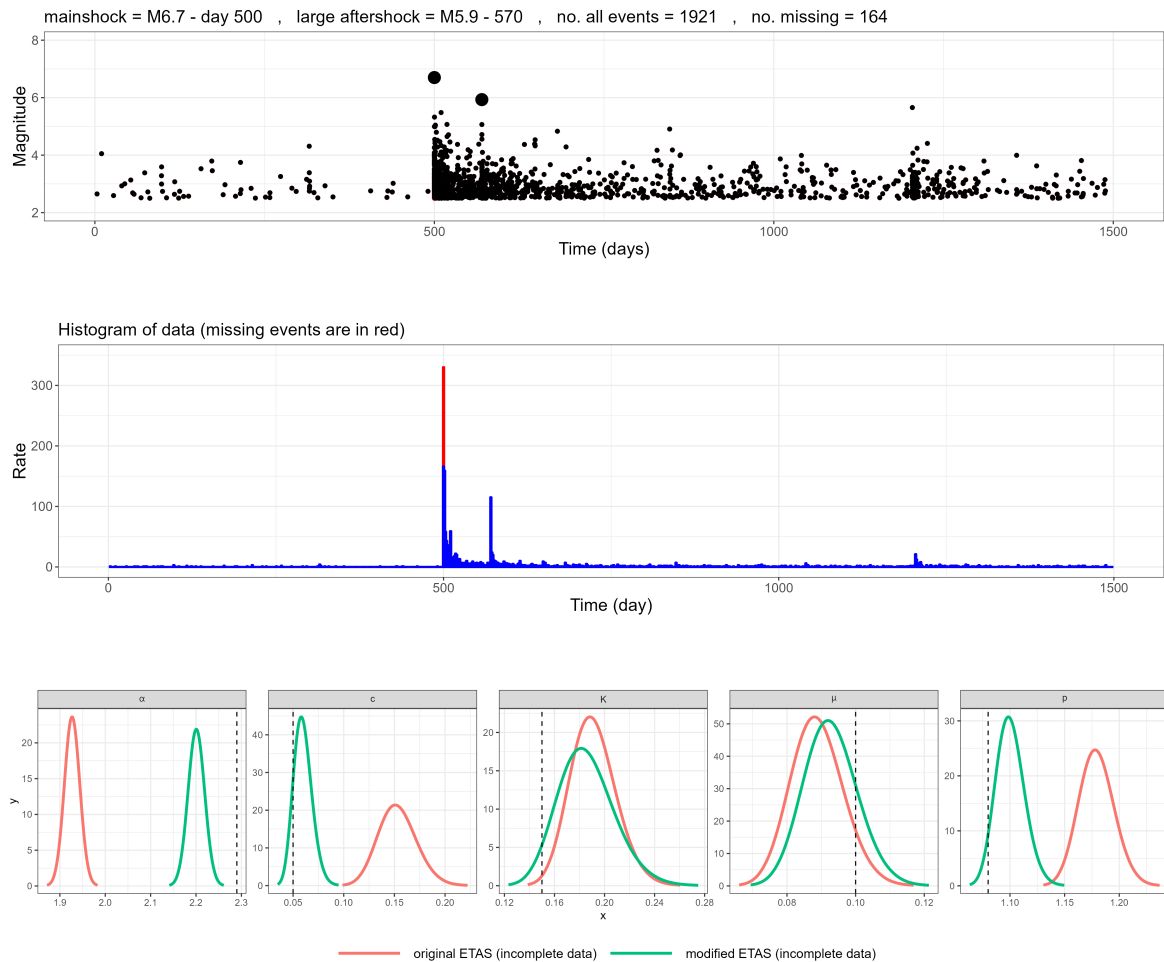 mainshock = M6.7 - day 500 , large aftershock = M5.9 - 570 , no. all events = 1921 , no. missing = 164
Magnitude
8
6
4
2
0 500 1000 1500
Time (days)
Histogram of data (missing events are in red)
Rate
300
200
100
0
0 500 1000 1500
Time (day)
α c K μ p
y
20
15
10
5
0
1.9 2.0 2.1 2.2 2.3
40
30
20
10
0
0.05 0.10 0.15 0.20
20
15
10
5
0
0.12 0.16 0.20 0.24 0.28
50
40
30
20
10
0
0.08 0.10 0.12
30
20
10
0
1.10 1.20
x
original ETAS (incomplete data) modified ETAS (incomplete data)